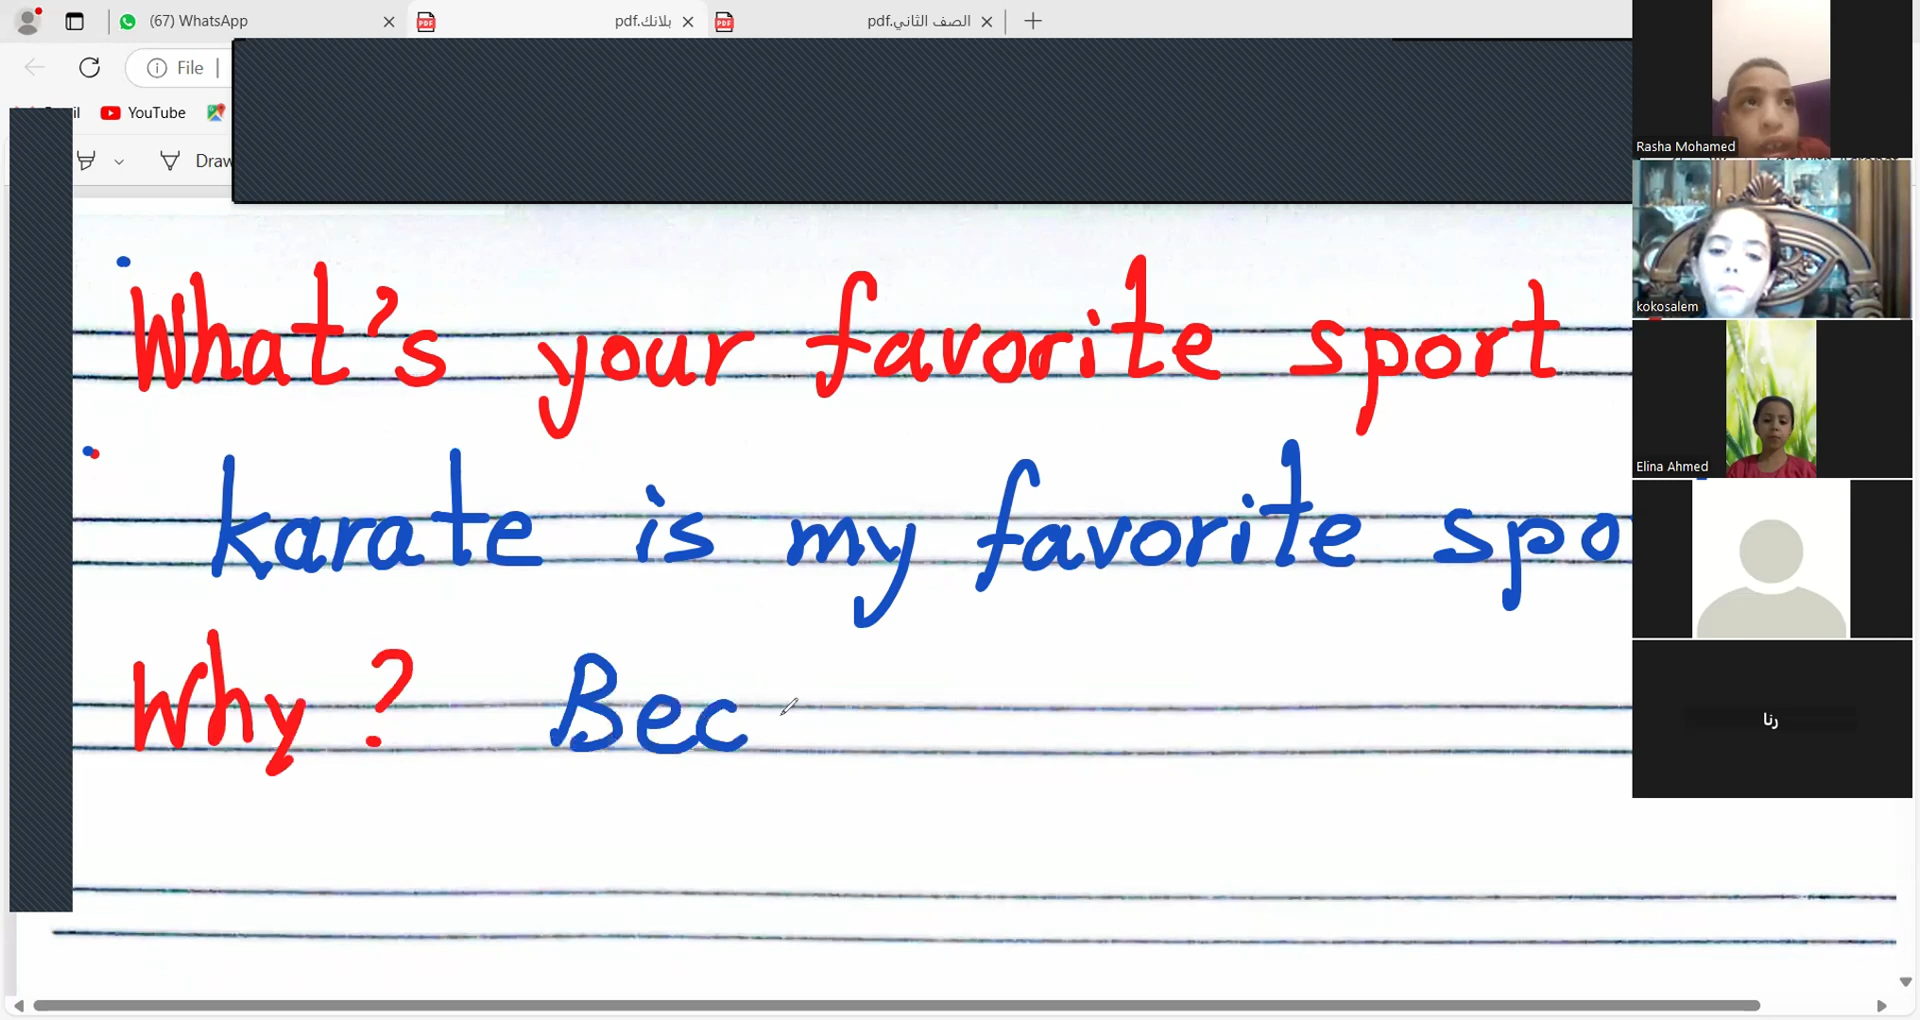 (67) WhatsApp
بلانك.pdf
الصف الثاني.pdf
File
YouTube
Draw
Rasha Mohamed
kokosalem
Elina Ahmed
رنا
What's your favorite sport
karate is my favorite spo
Why ? Bec